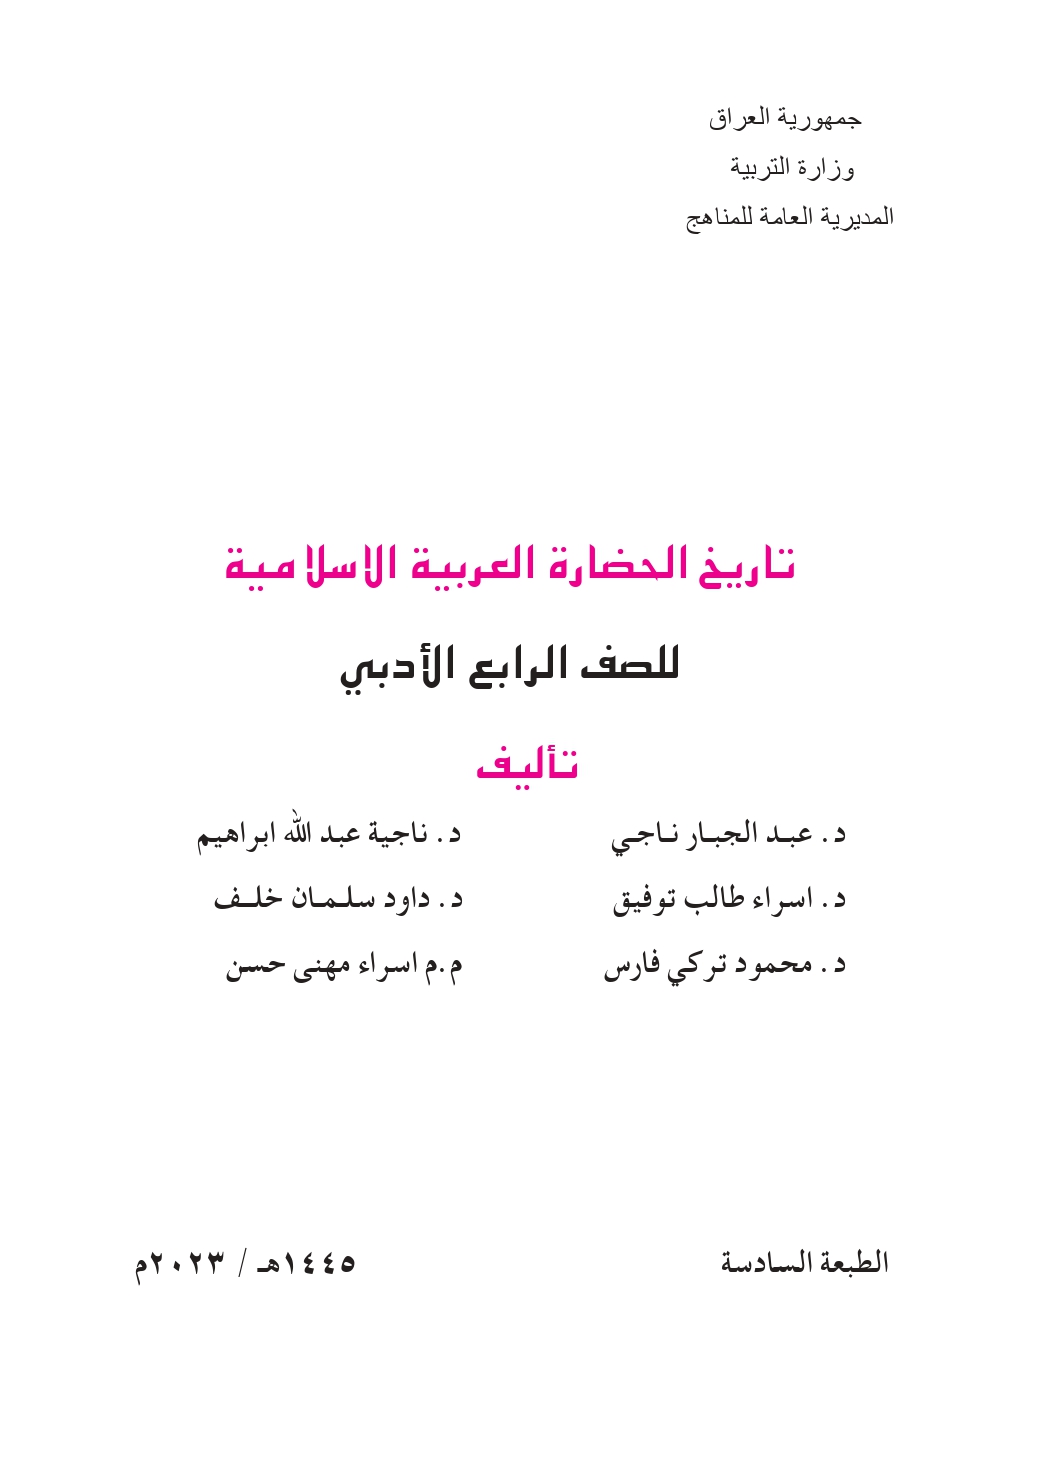 جمهورية العراق
وزارة التربية
المديرية العامة للمناهج
تاريخ الحضارة العربية الاسلامية
للصف الرابع الأدبي
تأليف
د. عبد الجبار ناجي د. ناجية عبد الله ابراهيم
د. اسراء طالب توفيق د. داود سلمان خلف
د. محمود تركي فارس م.م اسراء مهنى حسن
الطبعة السادسة ١٤٤٥هـ / ٢٠٢٣م